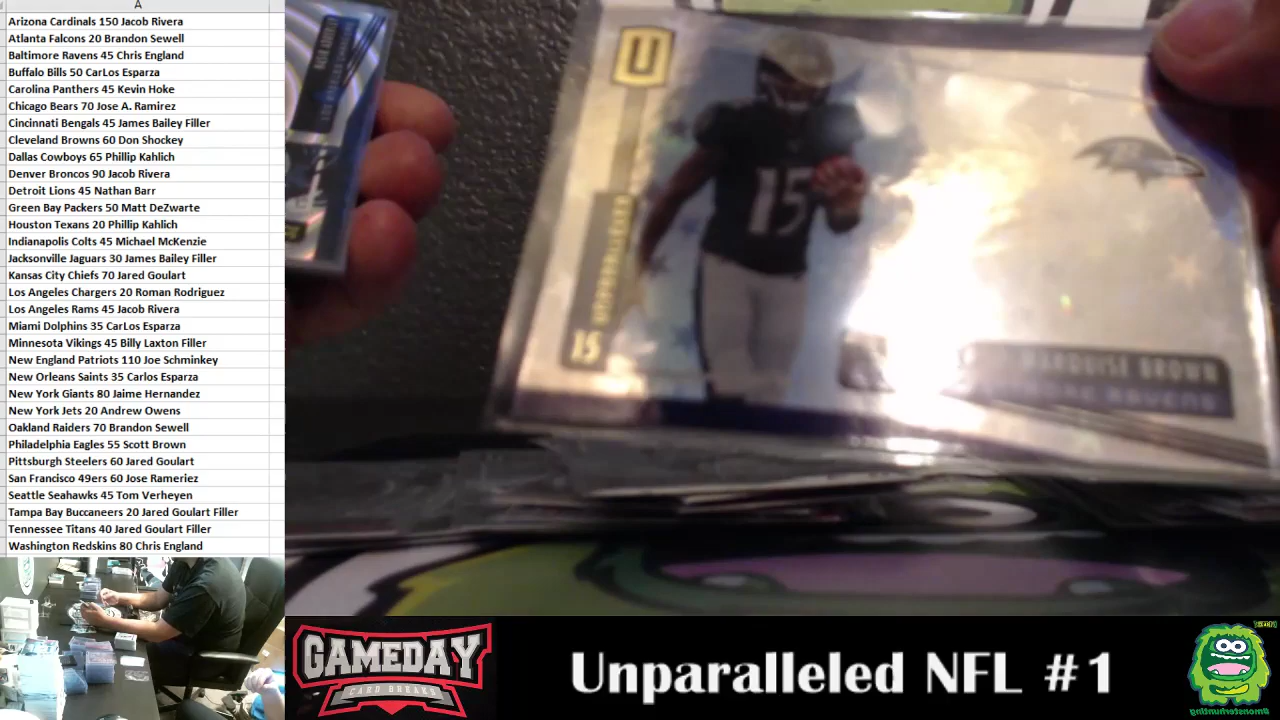 A
Arizona Cardinals 150 Jacob Rivera
Atlanta Falcons 20 Brandon Sewell
Baltimore Ravens 45 Chris England
Buffalo Bills 50 CarLos Esparza
Carolina Panthers 45 Kevin Hoke
Chicago Bears 70 Jose A. Ramirez
Cincinnati Bengals 45 James Bailey Filler
Cleveland Browns 60 Don Shockey
Dallas Cowboys 65 Phillip Kahlich
Denver Broncos 90 Jacob Rivera
Detroit Lions 45 Nathan Barr
Green Bay Packers 50 Matt DeZwarte
Houston Texans 20 Phillip Kahlich
Indianapolis Colts 45 Michael McKenzie
Jacksonville Jaguars 30 James Bailey Filler
Kansas City Chiefs 70 Jared Goulart
Los Angeles Chargers 20 Roman Rodriguez
Los Angeles Rams 45 Jacob Rivera
Miami Dolphins 35 CarLos Esparza
Minnesota Vikings 45 Billy Laxton Filler
New England Patriots 110 Joe Schminkey
New Orleans Saints 35 Carlos Esparza
New York Giants 80 Jaime Hernandez
New York Jets 20 Andrew Owens
Oakland Raiders 70 Brandon Sewell
Philadelphia Eagles 55 Scott Brown
Pittsburgh Steelers 60 Jared Goulart
San Francisco 49ers 60 Jose Rameriez
Seattle Seahawks 45 Tom Verheyen
Tampa Bay Buccaneers 20 Jared Goulart Filler
Tennessee Titans 40 Jared Goulart Filler
Washington Redskins 80 Chris England
U
UNPARALLELED
15
15
MARQUISE BROWN
RAVENS
GAMEDAY
CARD BREAKS
Unparalleled NFL #1
#monsterhunting